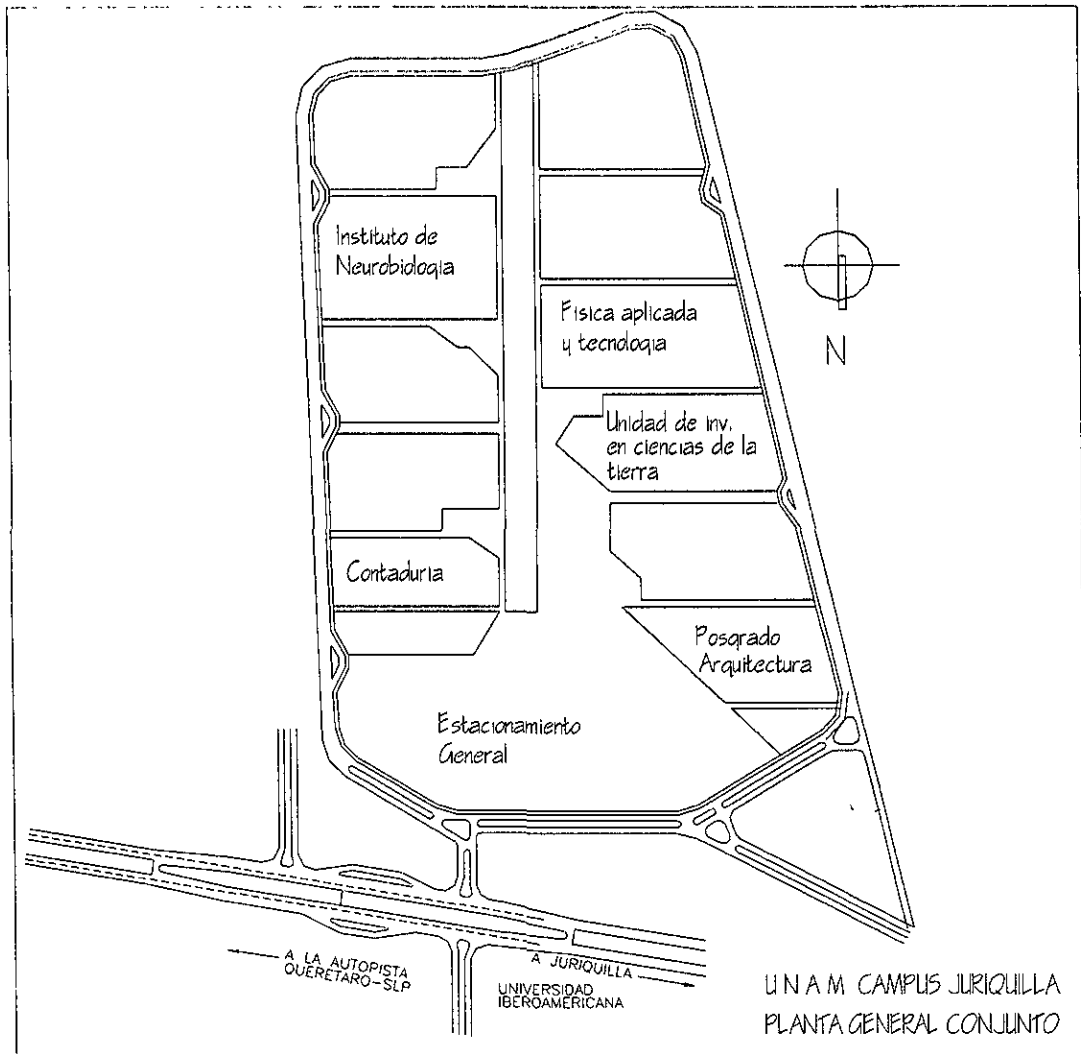 Instituto de
Neurobiologia
Fisica aplicada
y tecnologia
N
Unidad de inv.
en ciencias de la
tierra
Contaduria
Posgrado
Arquitectura
Estacionamiento
General
A LA AUTOPISTA
QUERETARO-SLP
A JURIQUILLA
UNIVERSIDAD
IBEROAMERICANA
U N A M CAMPUS JURIQUILLA
PLANTA GENERAL CONJUNTO